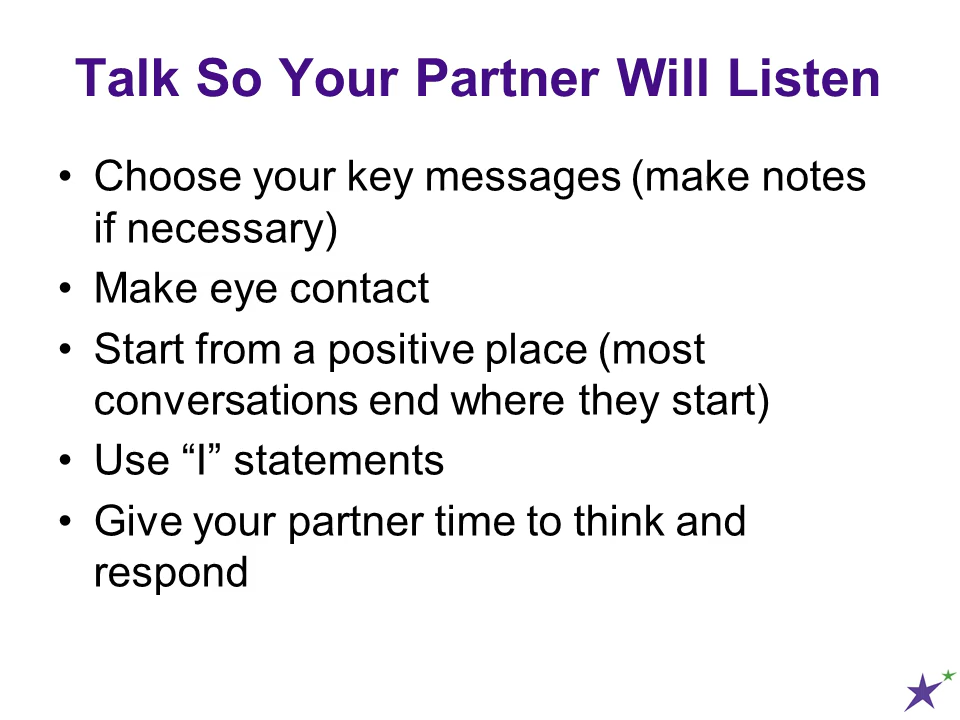 Talk So Your Partner Will Listen
• Choose your key messages (make notes
if necessary)
• Make eye contact
• Start from a positive place (most
conversations end where they start)
• Use “I” statements
• Give your partner time to think and
respond